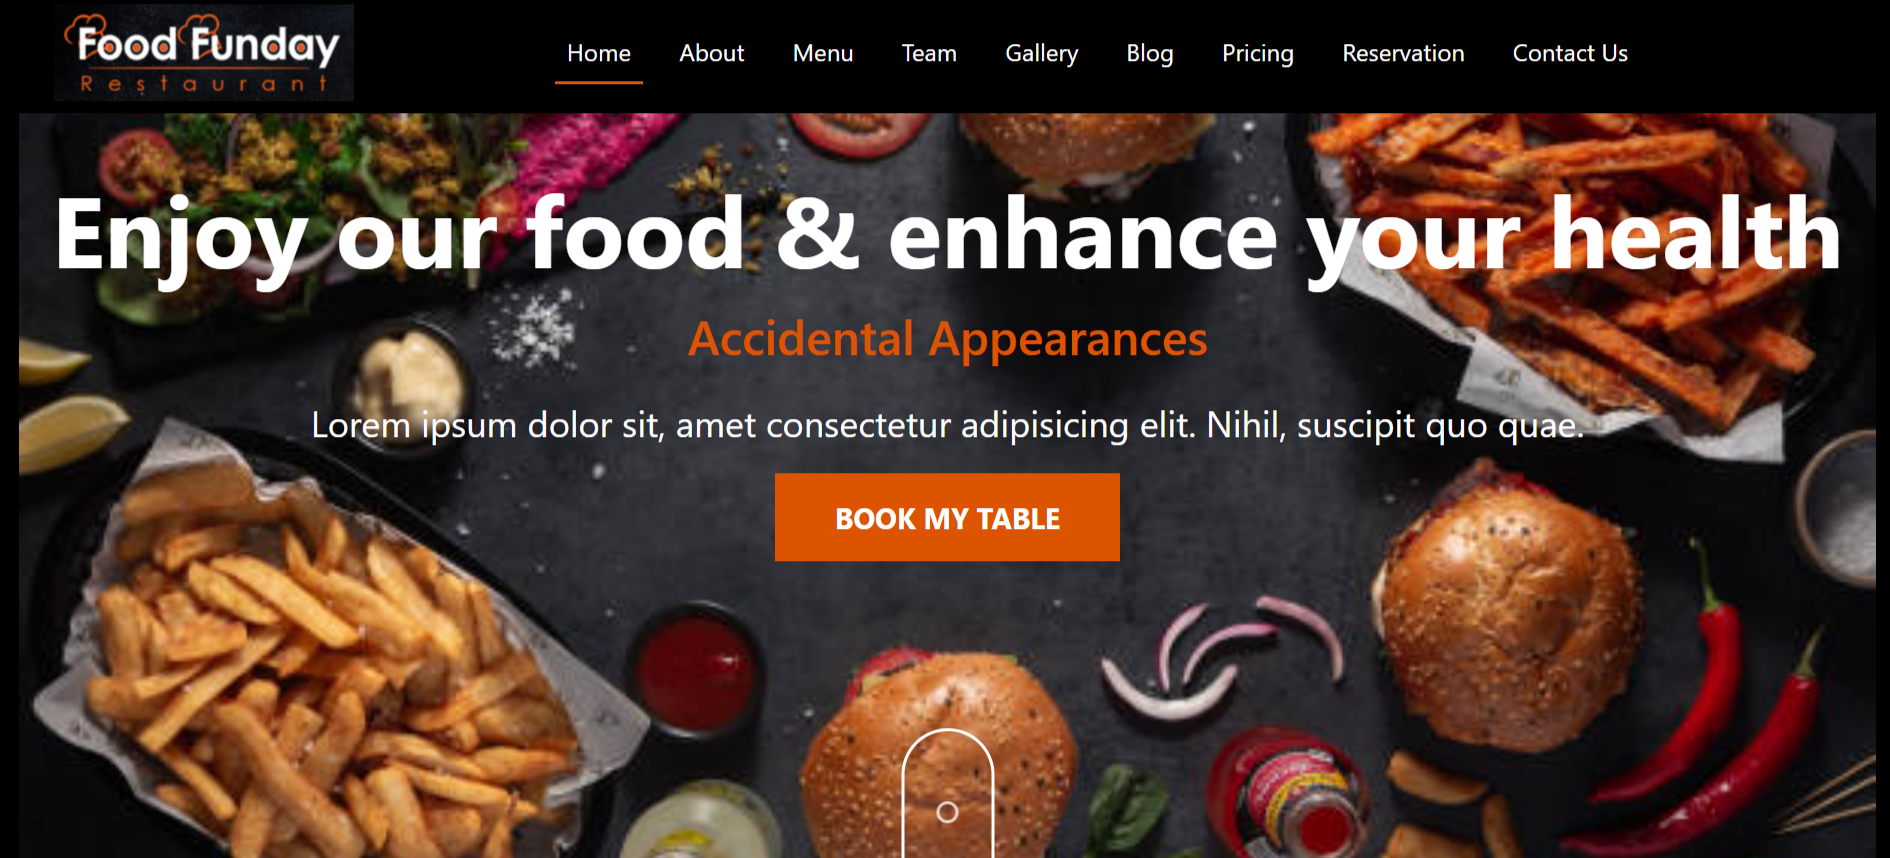 Food Funday
Restaurant
Home About Menu Team Gallery Blog Pricing Reservation Contact Us
Enjoy our food & enhance your health
Accidental Appearances
Lorem ipsum dolor sit, amet consectetur adipisicing elit. Nihil, suscipit quo quae.
BOOK MY TABLE